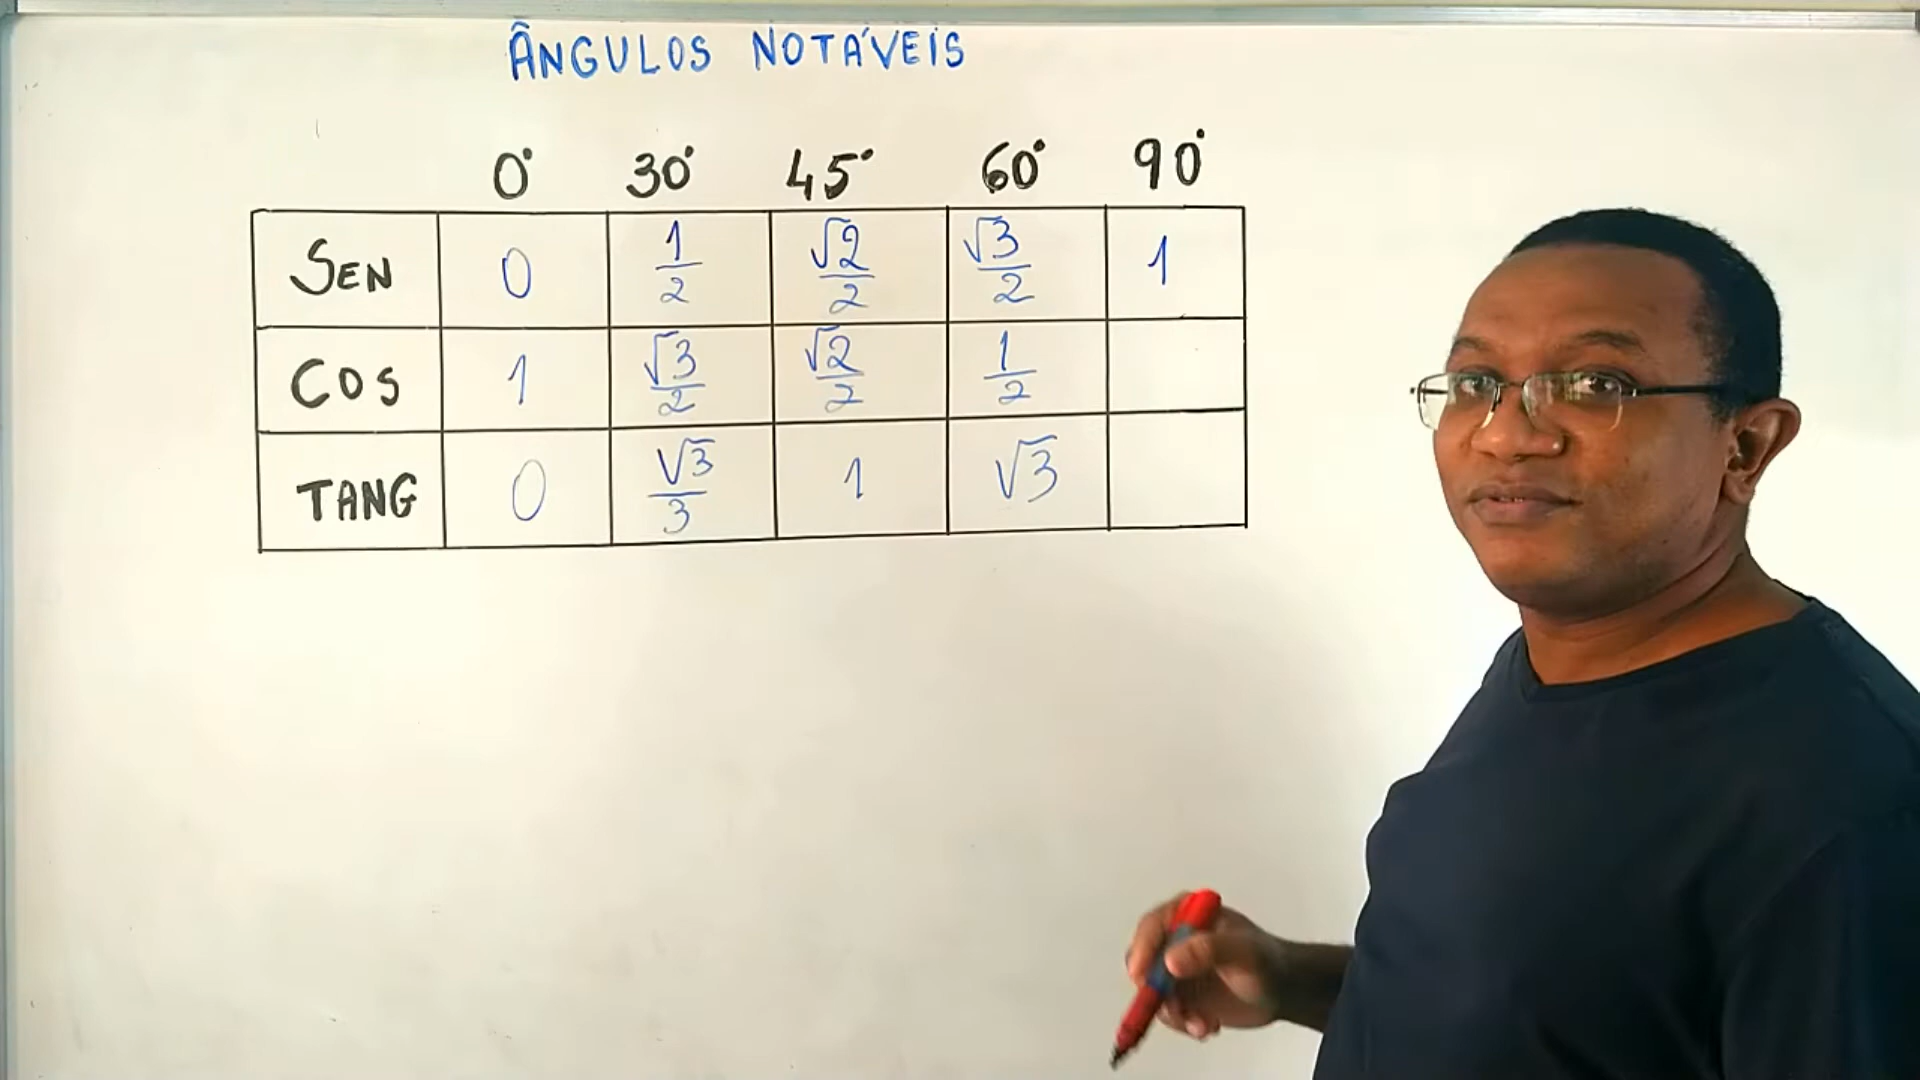 ÂNGULOS NOTÁVEIS
0° 30° 45° 60° 90°
SEN 0 1/2 √2/2 √3/2 1
COS 1 √3/2 √2/2 1/2
TANG 0 √3/3 1 √3